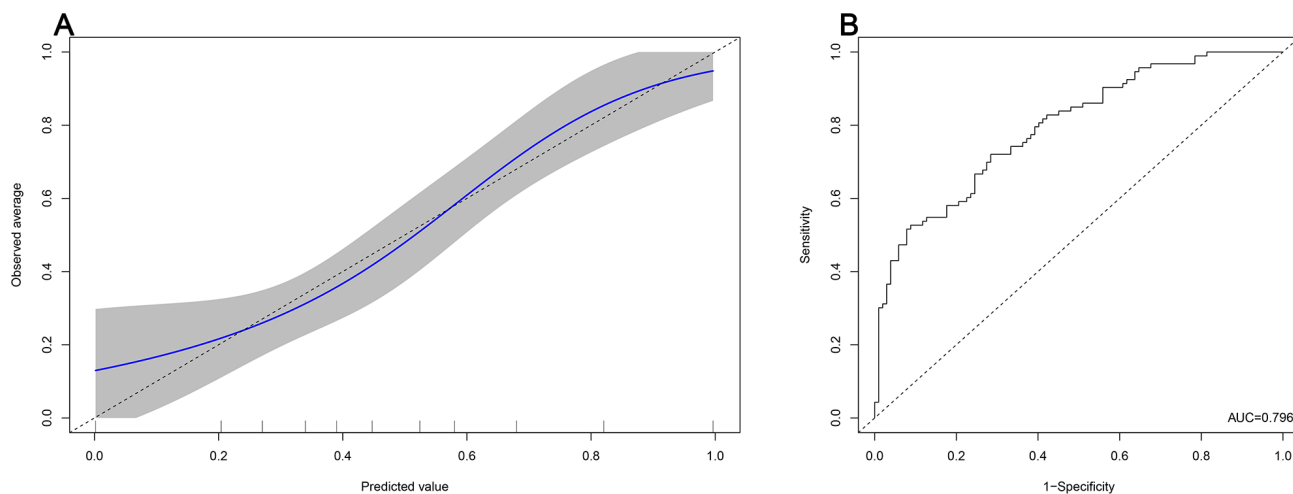 A
1.0
0.8
0.6
0.4
0.2
0.0
Observed average
0.0 0.2 0.4 0.6 0.8 1.0
Predicted value
B
1.0
0.8
0.6
0.4
0.2
0.0
Sensitivity
AUC=0.796
0.0 0.2 0.4 0.6 0.8 1.0
1−Specificity